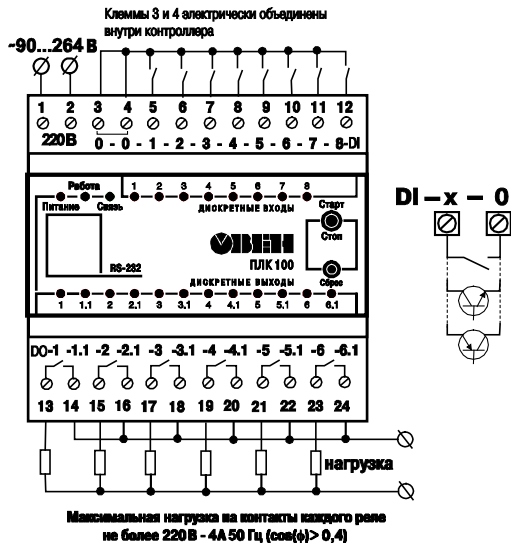 Клеммы 3 и 4 электрически объединены
внутри контроллера
~90...264 В
1 2 3 4 5 6 7 8 9 10 11 12
220 В 0 - 0 - 1 - 2 - 3 - 4 - 5 - 6 - 7 - 8-DI
Работа
Питание Связь
1 2 3 4 5 6 7 8
ДИСКРЕТНЫЕ ВХОДЫ
Старт
Стоп
ОВЕН
ПЛК 100
RS-232
Сброс
ДИСКРЕТНЫЕ ВЫХОДЫ
1 1.1 2 2.1 3 3.1 4 4.1 5 5.1 6 6.1
DO-1 -1.1 -2 -2.1 -3 -3.1 -4 -4.1 -5 -5.1 -6 -6.1
13 14 15 16 17 18 19 20 21 22 23 24
нагрузка
Максимальная нагрузка на контакты каждого реле
не более 220 В - 4А 50 Гц (cos(ф)> 0,4)
DI – x – 0